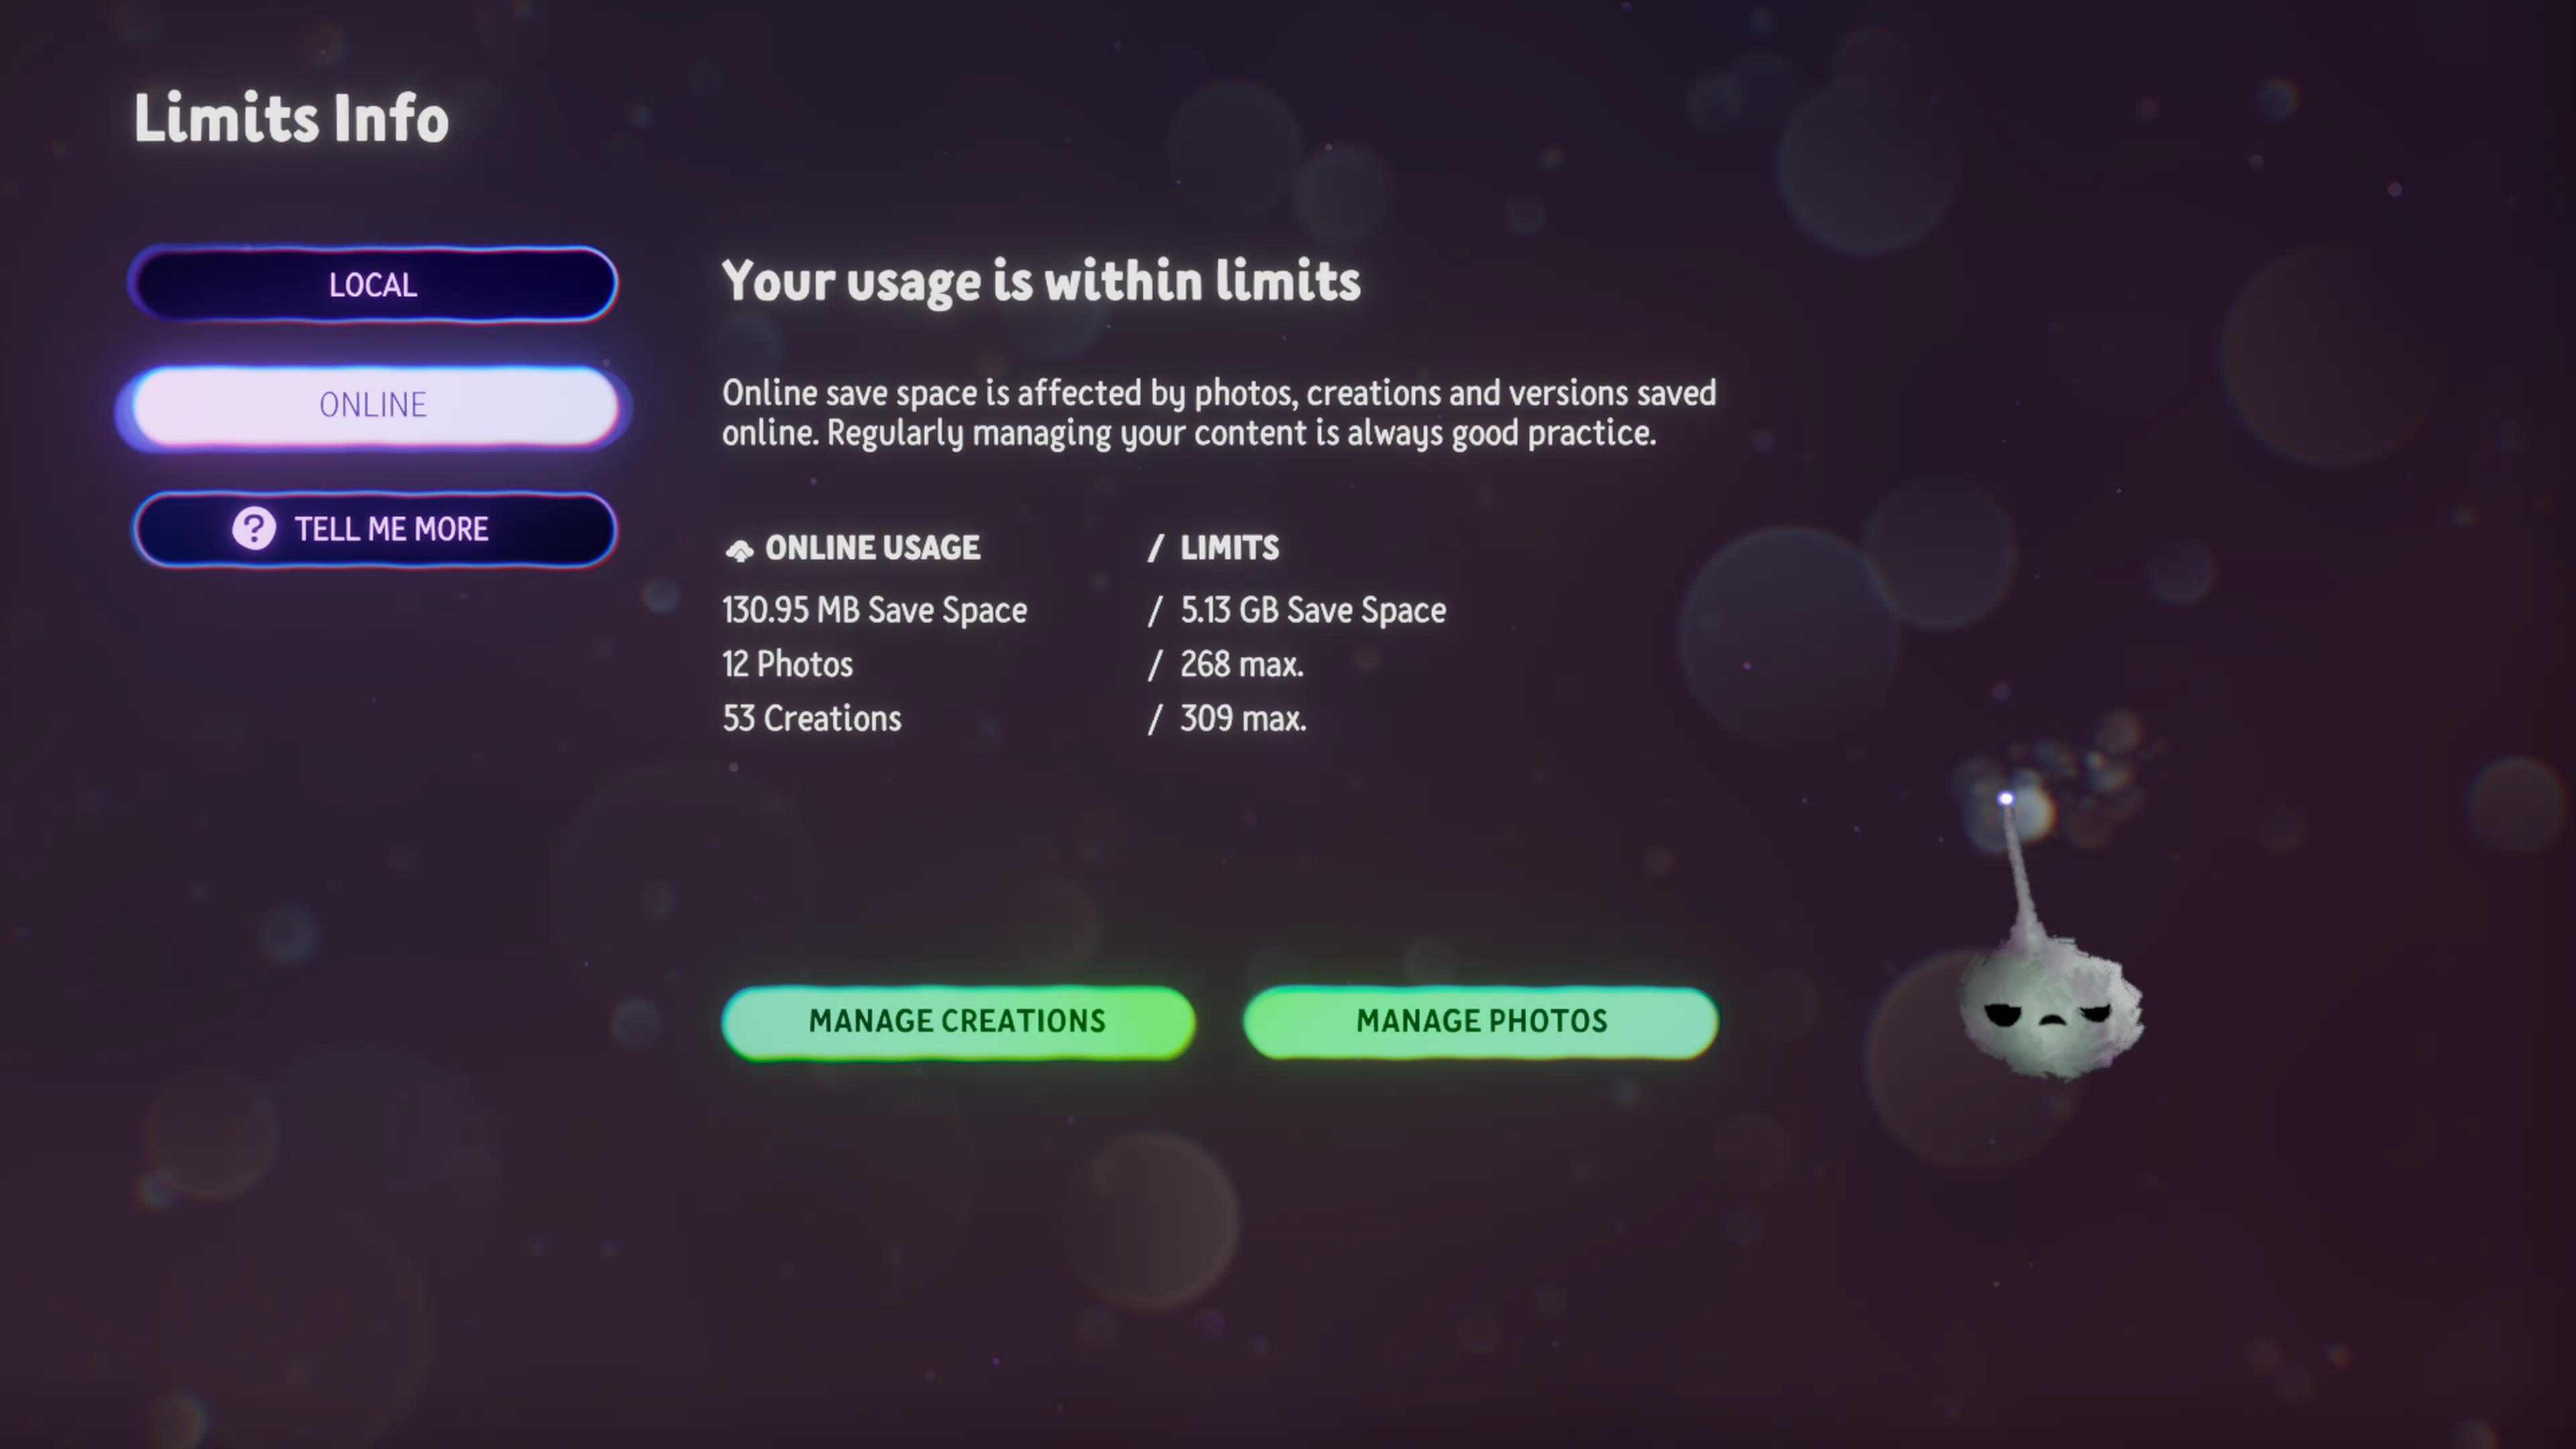 Limits Info
LOCAL
ONLINE
? TELL ME MORE
Your usage is within limits
Online save space is affected by photos, creations and versions saved
online. Regularly managing your content is always good practice.
ONLINE USAGE / LIMITS
130.95 MB Save Space / 5.13 GB Save Space
12 Photos / 268 max.
53 Creations / 309 max.
MANAGE CREATIONS
MANAGE PHOTOS